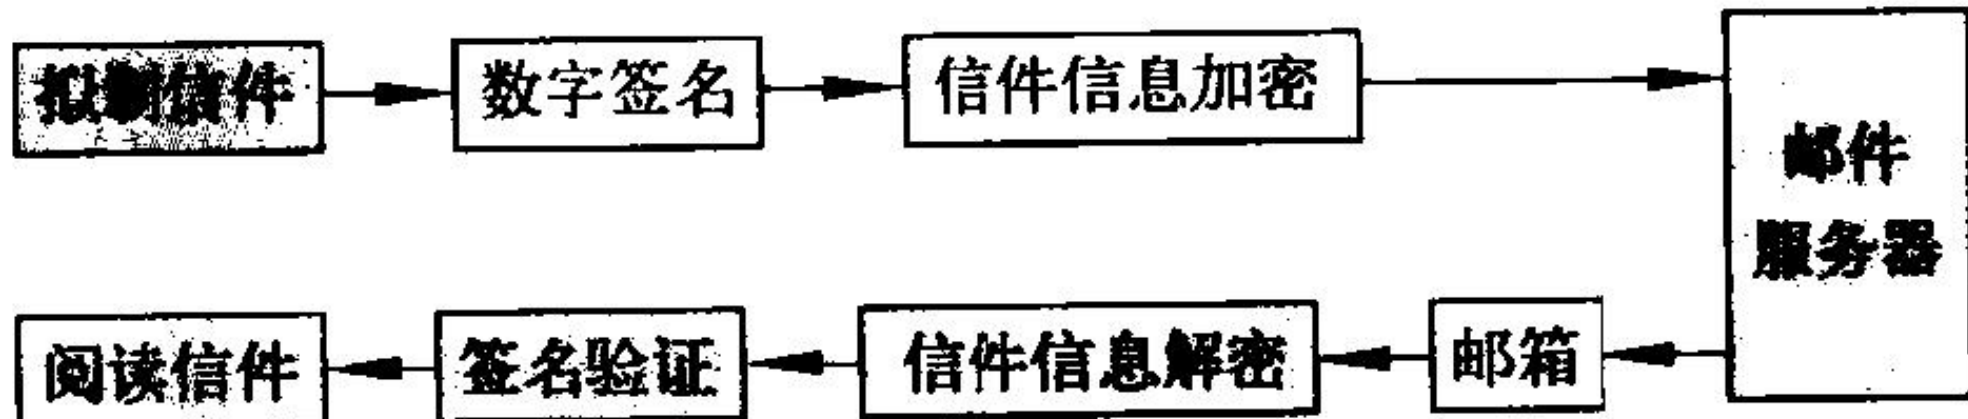 拟制信件
数字签名
信件信息加密
邮件
服务器
阅读信件
签名验证
信件信息解密
邮箱